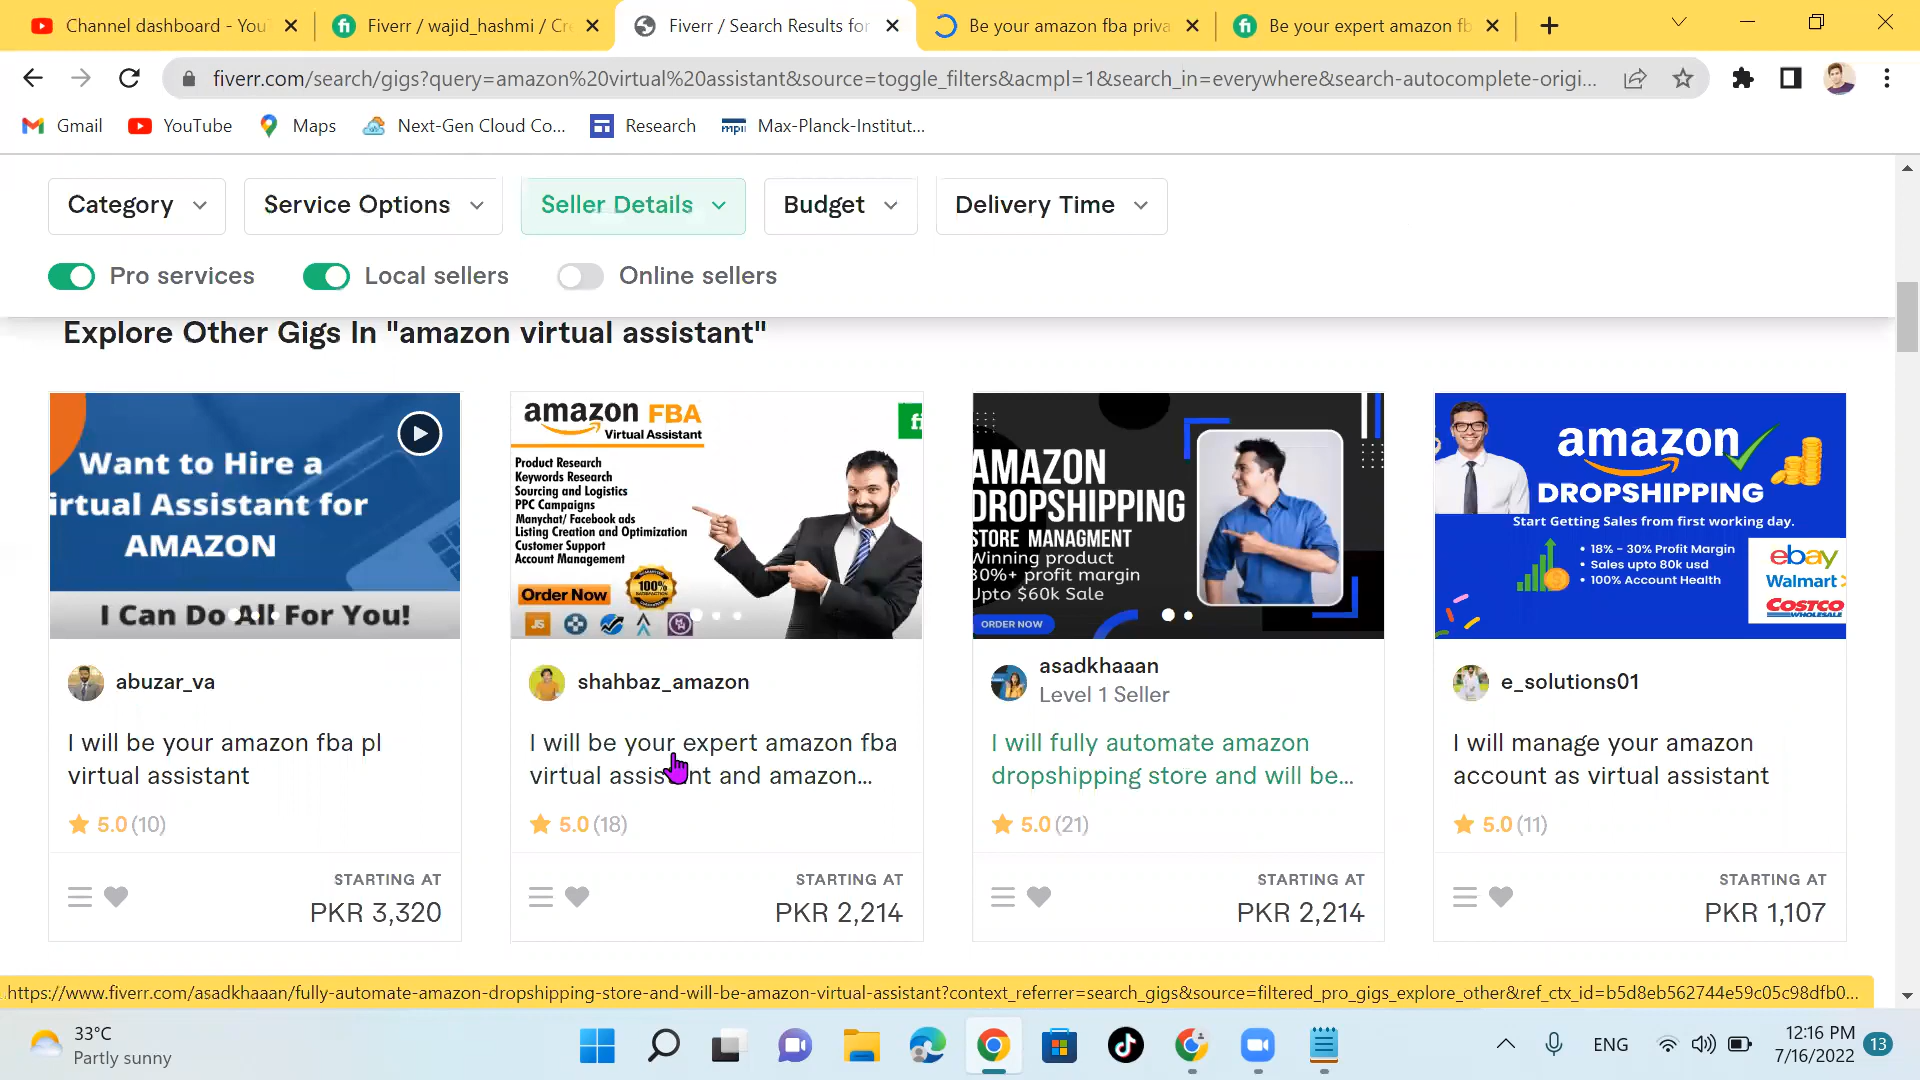 Channel dashboard - You
Fiverr / wajid_hashmi / Cre
Fiverr / Search Results for
Be your amazon fba priva
Be your expert amazon fb
fiverr.com/search/gigs?query=amazon%20virtual%20assistant&source=toggle_filters&acmpl=1&search_in=everywhere&search-autocomplete-origi...
Gmail
YouTube
Maps
Next-Gen Cloud Co...
Research
mpii
Max-Planck-Institut...
Category
Service Options
Seller Details
Budget
Delivery Time
Pro services
Local sellers
Online sellers
Explore Other Gigs In "amazon virtual assistant"
Want to Hire a
irtual Assistant for
AMAZON
I Can Do All For You!
abuzar_va
I will be your amazon fba pl
virtual assistant
5.0 (10)
STARTING AT
PKR 3,320
amazon FBA
Virtual Assistant
fi
Product Research
Keywords Research
Sourcing and Logistics
PPC Campaigns
Manychat/ Facebook ads
Listing Creation and Optimization
Customer Support
Account Management
Order Now
100%
JS
shahbaz_amazon
I will be your expert amazon fba
virtual assistant and amazon...
5.0 (18)
STARTING AT
PKR 2,214
AMAZON
DROPSHIPPING
STORE MANAGMENT
Winning product
30%+ profit margin
Upto $60k Sale
ORDER NOW
asadkhaaan
Level 1 Seller
I will fully automate amazon
dropshipping store and will be...
5.0 (21)
STARTING AT
PKR 2,214
amazon
DROPSHIPPING
Start Getting Sales from first working day.
• 18% - 30% Profit Margin
• Sales upto 80k usd
• 100% Account Health
ebay
Walmart
COSTCO
WHOLESALE
e_solutions01
I will manage your amazon
account as virtual assistant
5.0 (11)
STARTING AT
PKR 1,107
https://www.fiverr.com/asadkhaaan/fully-automate-amazon-dropshipping-store-and-will-be-amazon-virtual-assistant?context_referrer=search_gigs&source=filtered_pro_gigs_explore_other&ref_ctx_id=b5d8eb562744e59c05c98dfb0...
33°C
Partly sunny
ENG
12:16 PM
7/16/2022
13